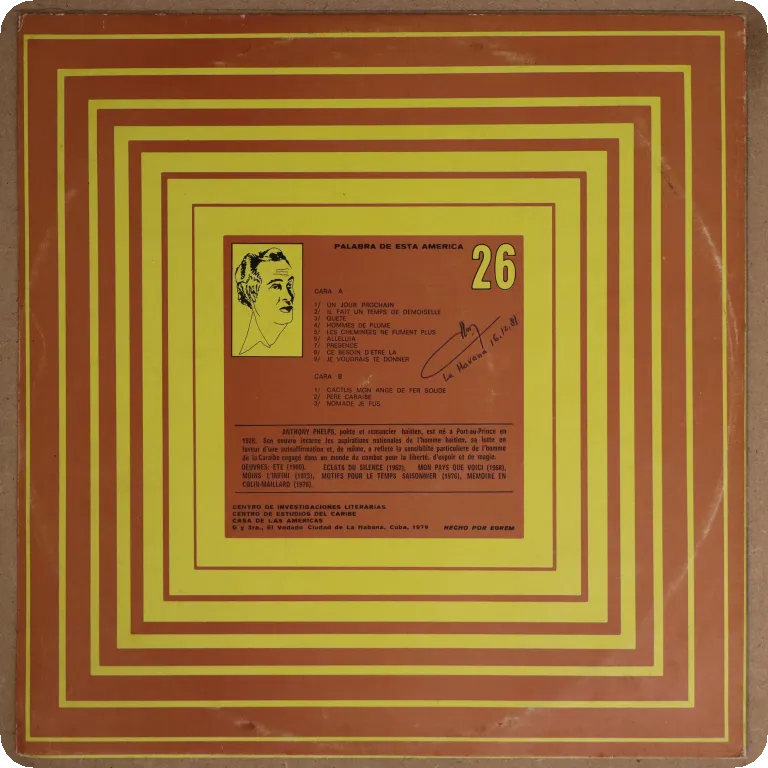 PALABRA DE ESTA AMERICA
26
CARA A
1/ UN JOUR PROCHAIN
2/ IL FAIT UN TEMPS DE DEMOISELLE
3/ QUETE
4/ HOMMES DE PLUME
5/ LES CHEMINEES NE FUMENT PLUS
6/ ALLELUIA
7/ PRESENCE
8/ CE BESOIN D'ETRE LA
9/ JE VOUDRAIS TE DONNER
La Havana 16.12.81
CARA B
1/ CACTUS MON ANGE DE FER SOUDE
2/ PERE CARAIBE
3/ NOMADE JE FUS
ANTHONY PHELPS, poète et romancier haïtien, est né a Port-au-Prince en
1928. Son oeuvre incarne les aspirations nationales de l'homme haïtien, sa lutte en
faveur d'une autoaffirmation et, de même, a refleté la sensibilité particulière de l'homme
de la Caraïbe engagé dans un monde du combat pour la liberté, d'espoir et de magie.
OEUVRES: ETE (1960). ECLATS DU SILENCE (1962), MON PAYS QUE VOICI (1968),
MOINS L'INFINI (1973), MOTIFS POUR LE TEMPS SAISONNIER (1976), MEMOIRE EN
COLIN-MAILLARD (1976).
CENTRO DE INVESTIGACIONES LITERARIAS
CENTRO DE ESTUDIOS DEL CARIBE
CASA DE LAS AMERICAS
G y 3ra., El Vedado Ciudad de La Habana, Cuba, 1979 HECHO POR EGREM